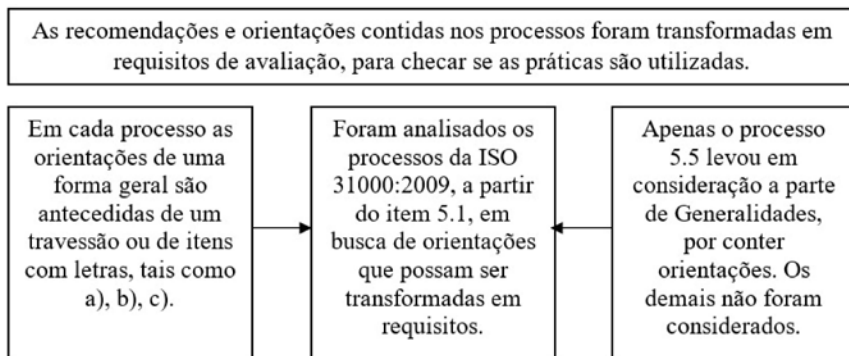 As recomendações e orientações contidas nos processos foram transformadas em
requisitos de avaliação, para checar se as práticas são utilizadas.
Em cada processo as
orientações de uma
forma geral são
antecedidas de um
travessão ou de itens
com letras, tais como
a), b), c).
Foram analisados os
processos da ISO
31000:2009, a partir
do item 5.1, em
busca de orientações
que possam ser
transformadas em
requisitos.
Apenas o processo
5.5 levou em
consideração a parte
de Generalidades,
por conter
orientações. Os
demais não foram
considerados.